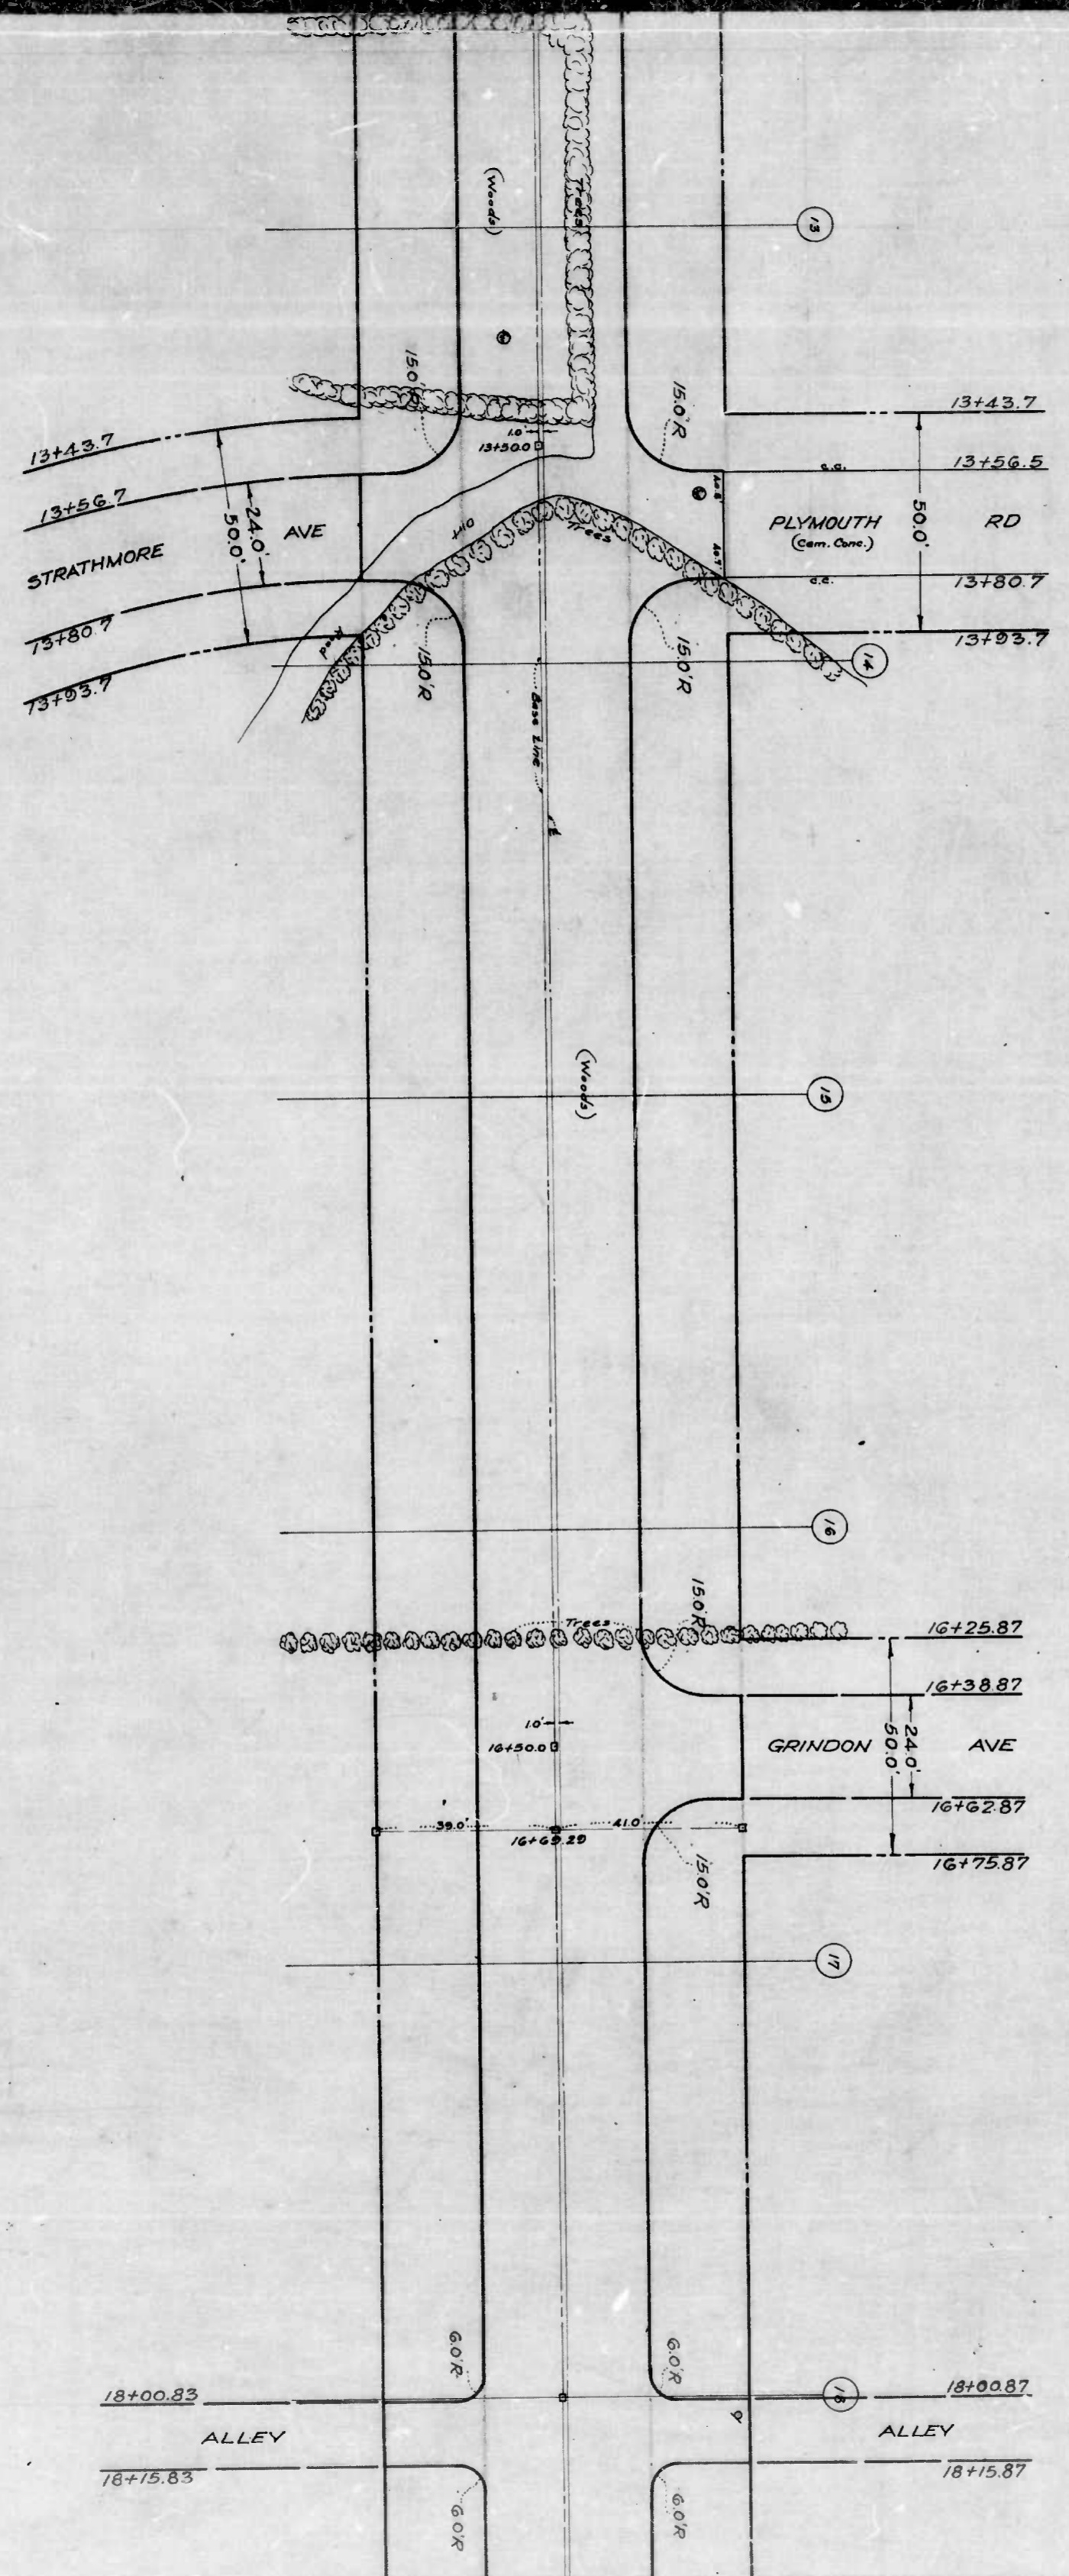 (Woods)
Trees
13
15.0'R
15.0'R
13+43.7
13+43.7
1.0'
13+50.0
13+56.7
13+56.5
c.c.
24.0'
50.0'
STRATHMORE AVE
PLYMOUTH RD
(Cem. Conc.)
50.0'
Dirt
Road
Trees
c.c.
13+80.7
13+80.7
13+93.7
13+93.7
15.0'R
15.0'R
14
Base Line
(Woods)
15
16
15.0'R
Trees
16+25.87
16+38.87
1.0'
16+50.0
GRINDON AVE
24.0'
50.0'
16+62.87
39.0'
41.0'
16+69.29
15.0'R
16+75.87
17
6.0'R
6.0'R
18+00.83
18
18+00.87
ALLEY
ALLEY
18+15.83
18+15.87
6.0'R
6.0'R